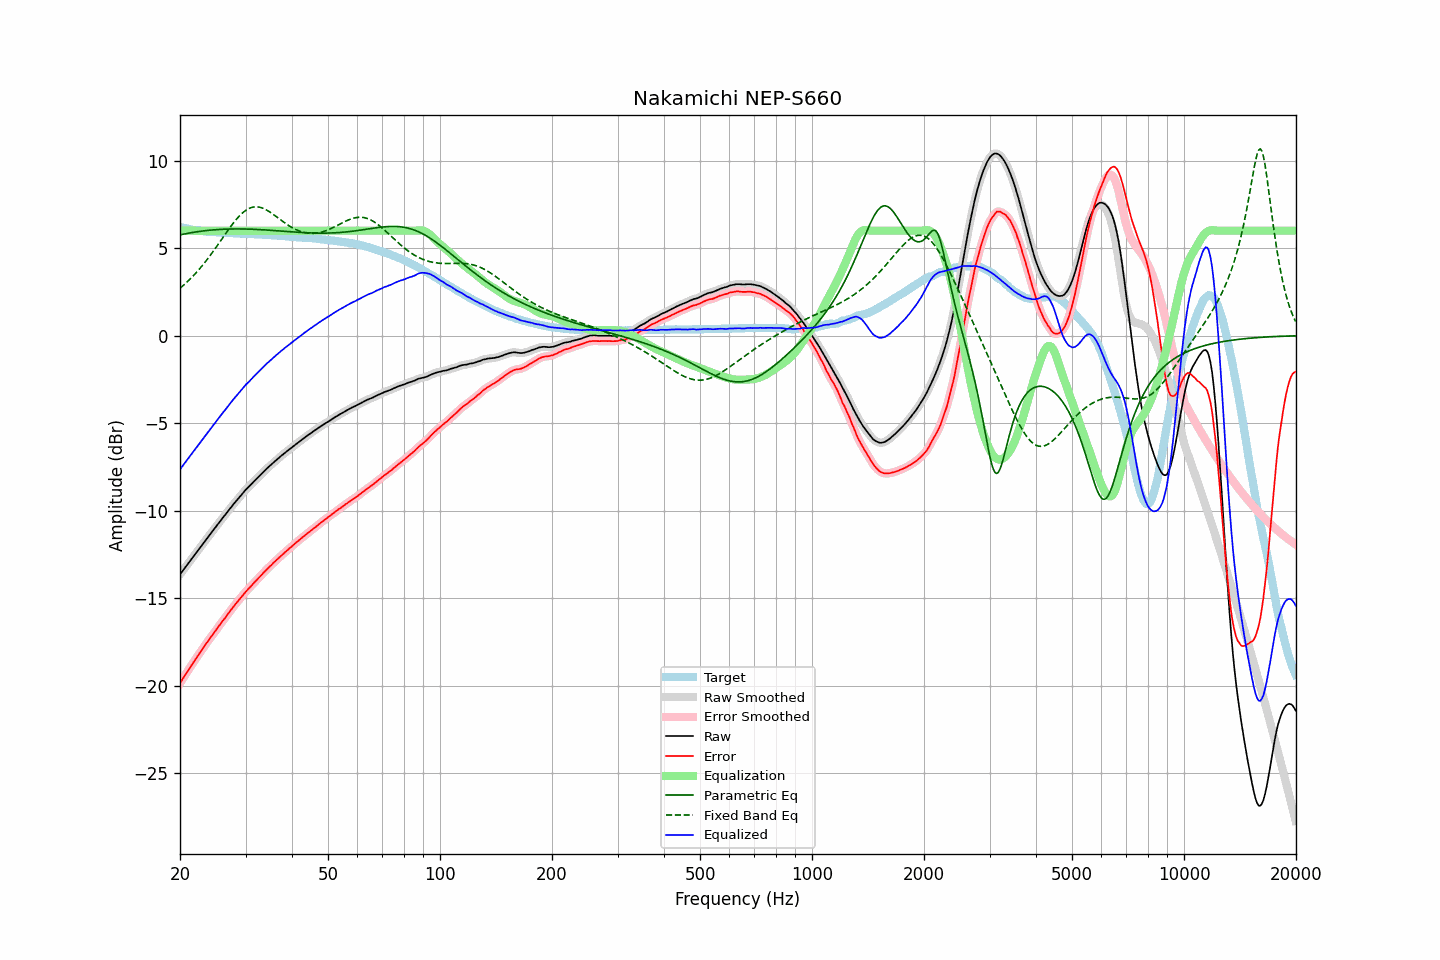 Nakamichi NEP-S660
10
5
0
−5
−10
−15
−20
−25
Amplitude (dBr)
20
50
100
200
500
1000
2000
5000
10000
20000
Frequency (Hz)
Target
Raw Smoothed
Error Smoothed
Raw
Error
Equalization
Parametric Eq
Fixed Band Eq
Equalized